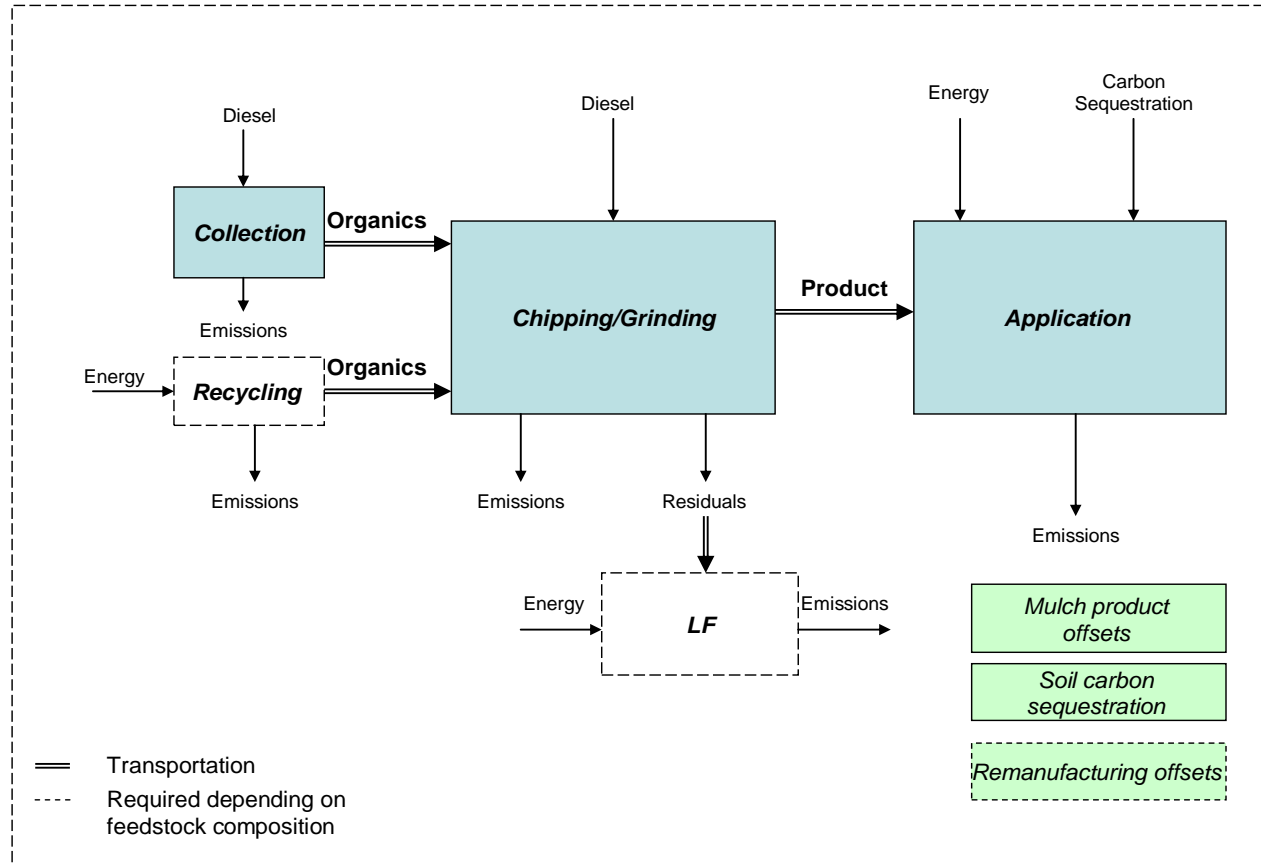 Diesel
Diesel
Energy
Carbon
Sequestration
Collection
Organics
Chipping/Grinding
Product
Application
Emissions
Energy
Recycling
Organics
Emissions
Emissions
Residuals
Emissions
Energy
LF
Emissions
Mulch product
offsets
Soil carbon
sequestration
Remanufacturing offsets
Transportation
Required depending on
feedstock composition